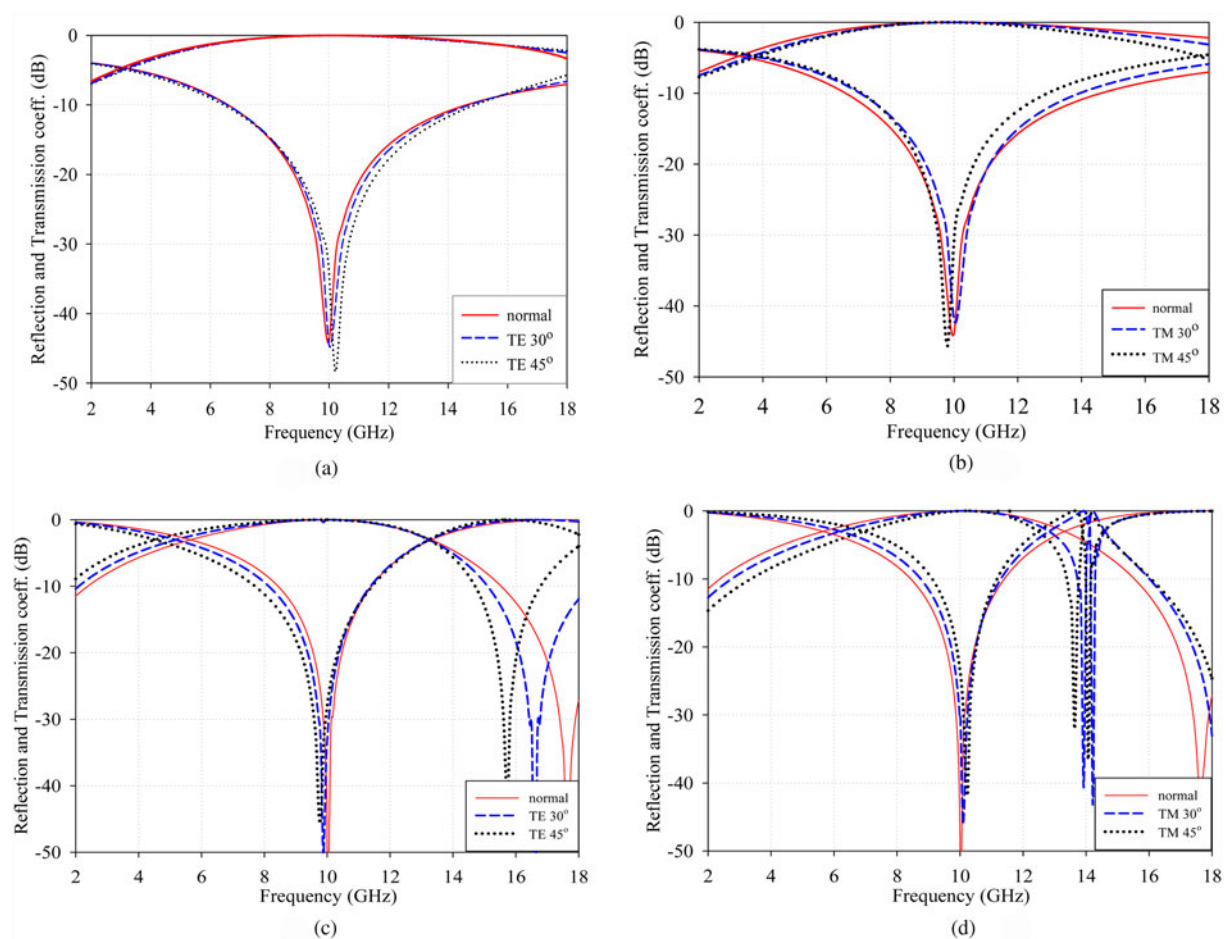 Reflection and Transmission coeff. (dB)
0
-10
-20
-30
-40
-50
normal
TE 30°
TE 45°
2 4 6 8 10 12 14 16 18
Frequency (GHz)
(a)
Reflection and Transmission coeff. (dB)
0
-10
-20
-30
-40
-50
normal
TM 30°
TM 45°
2 4 6 8 10 12 14 16 18
Frequency (GHz)
(b)
Reflection and Transmission coeff. (dB)
0
-10
-20
-30
-40
-50
normal
TE 30°
TE 45°
2 4 6 8 10 12 14 16 18
Frequency (GHz)
(c)
Reflection and Transmission coeff. (dB)
0
-10
-20
-30
-40
-50
normal
TM 30°
TM 45°
2 4 6 8 10 12 14 16 18
Frequency (GHz)
(d)